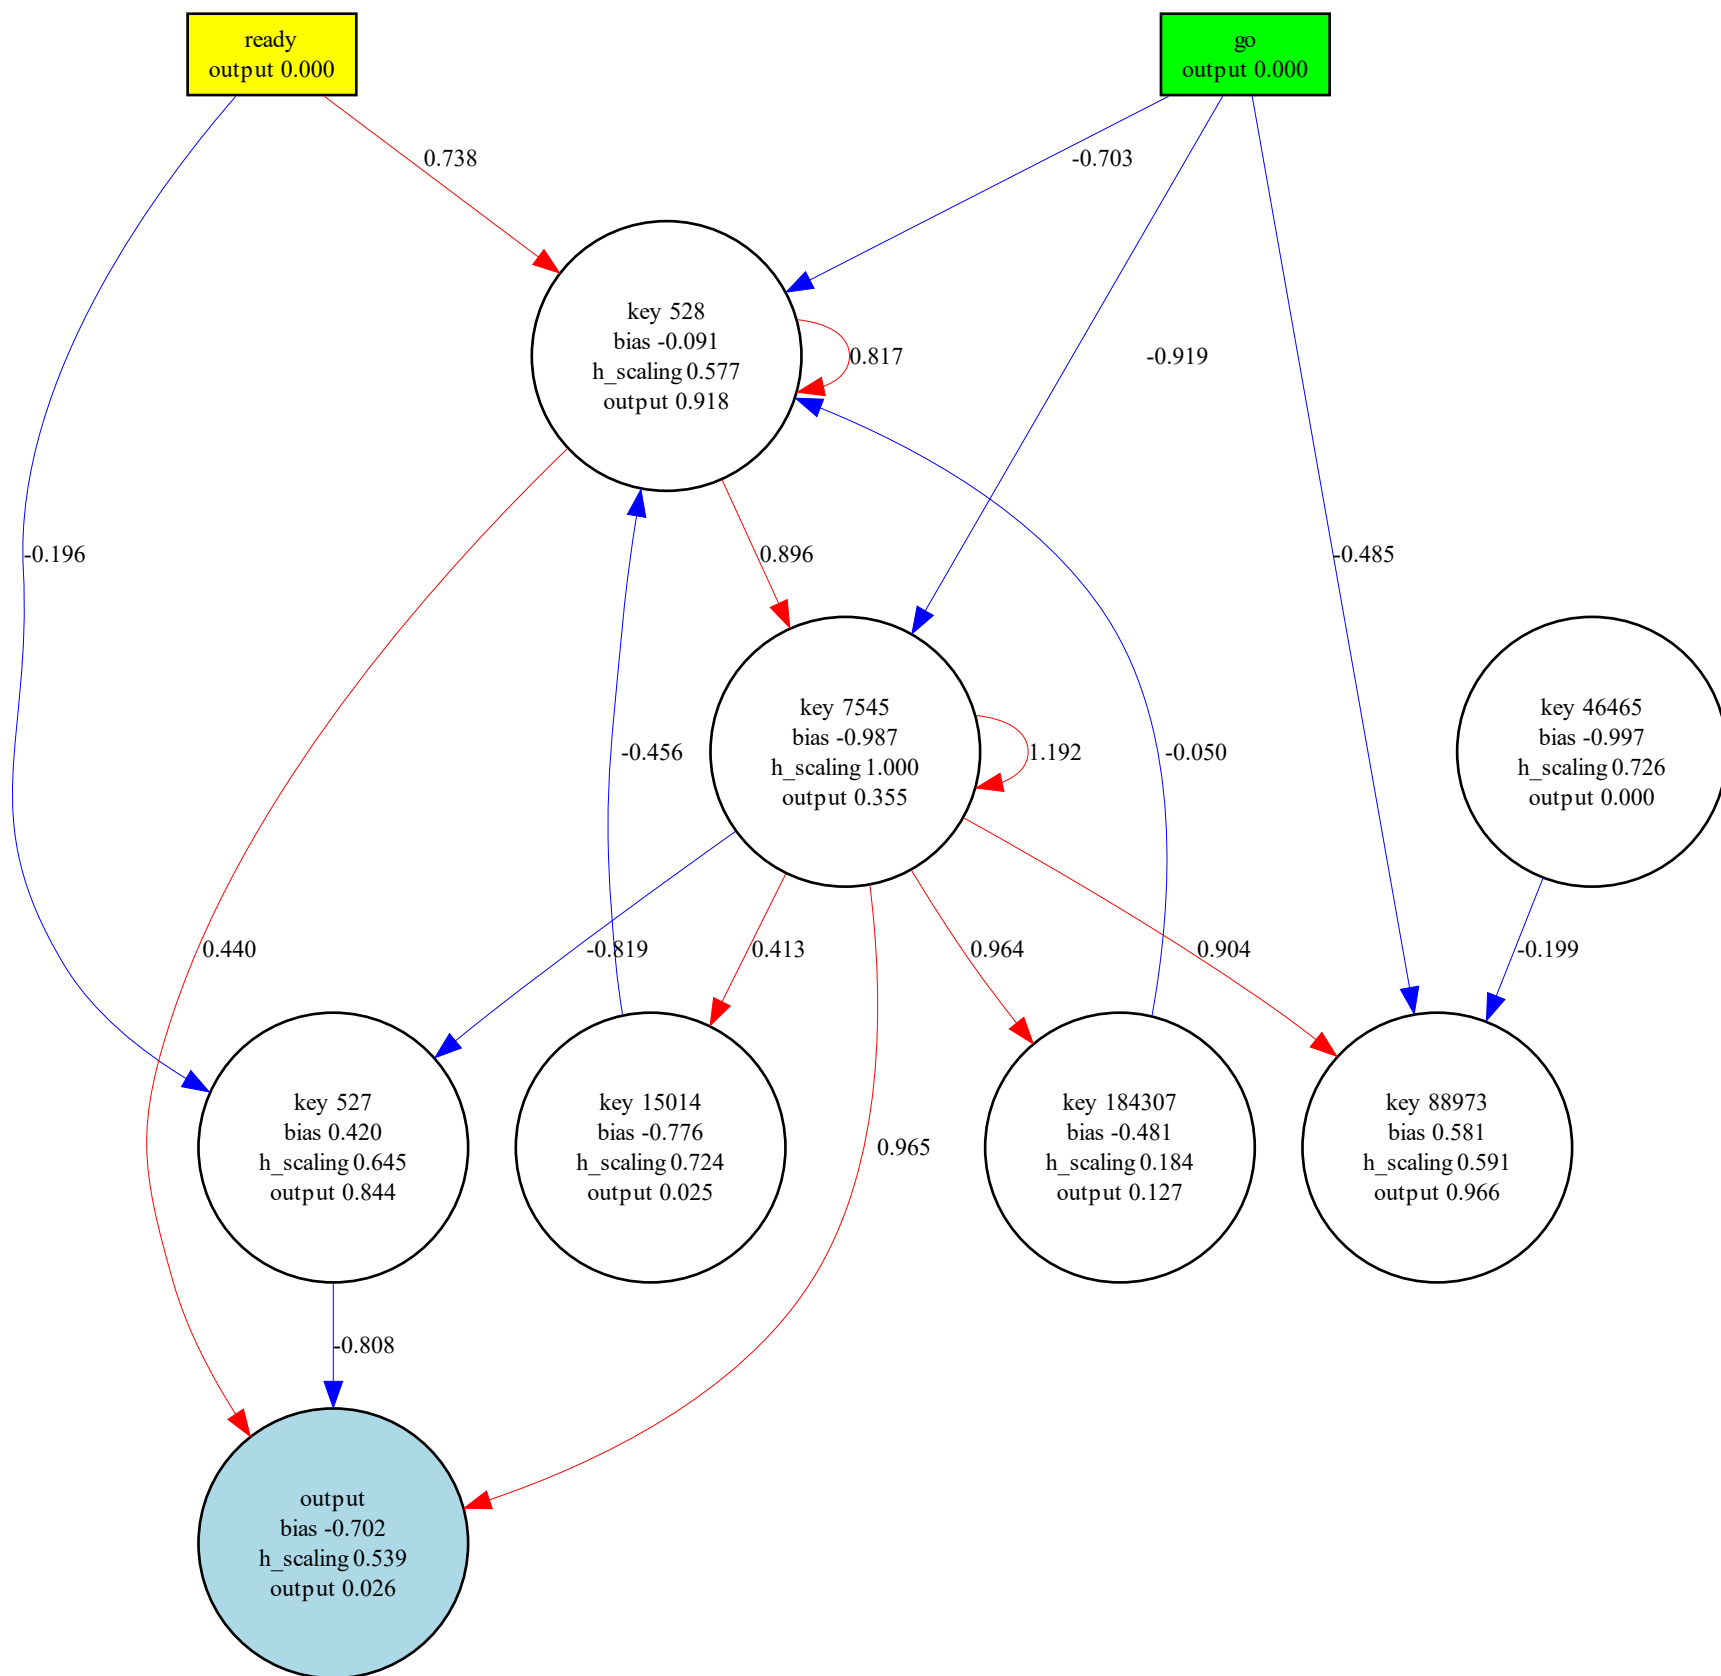 ready
output 0.000
go
output 0.000
0.738
-0.703
key 528
bias -0.091
h_scaling 0.577
output 0.918
0.817
-0.919
-0.196
0.896
-0.485
key 7545
bias -0.987
h_scaling 1.000
output 0.355
1.192
-0.456
-0.050
key 46465
bias -0.997
h_scaling 0.726
output 0.000
0.440
-0.819
0.413
0.964
0.904
-0.199
key 527
bias 0.420
h_scaling 0.645
output 0.844
key 15014
bias -0.776
h_scaling 0.724
output 0.025
0.965
key 184307
bias -0.481
h_scaling 0.184
output 0.127
key 88973
bias 0.581
h_scaling 0.591
output 0.966
-0.808
output
bias -0.702
h_scaling 0.539
output 0.026